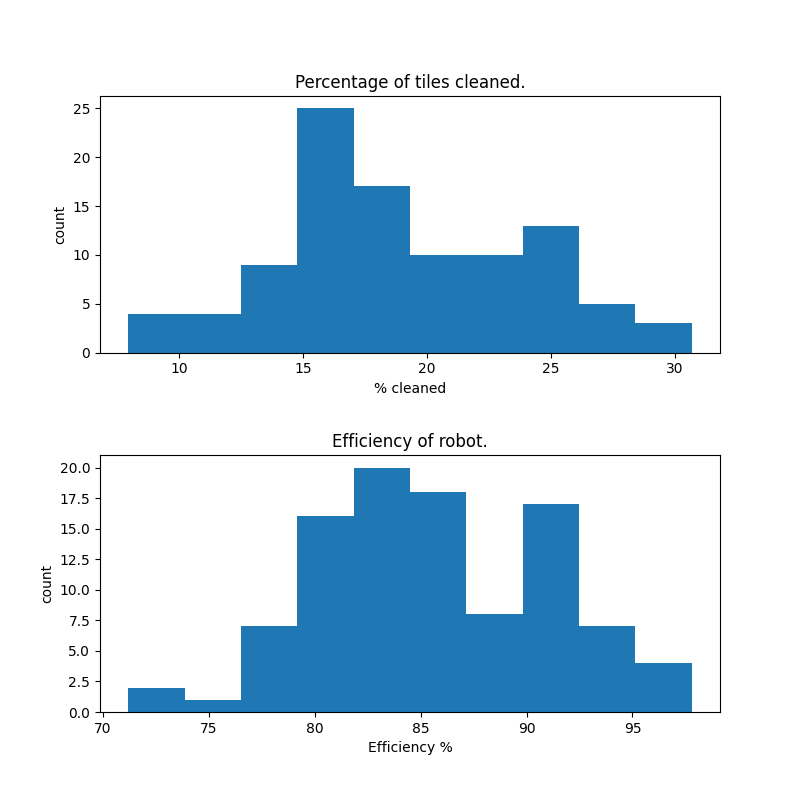 Percentage of tiles cleaned.
25
20
15
10
5
0
count
10 15 20 25 30
% cleaned
Efficiency of robot.
20.0
17.5
15.0
12.5
10.0
7.5
5.0
2.5
0.0
count
70 75 80 85 90 95
Efficiency %